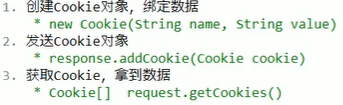 1. 创建Cookie对象, 绑定数据
* new Cookie(String name, String value)
2. 发送Cookie对象
* response.addCookie(Cookie cookie)
3. 获取Cookie, 拿到数据
* Cookie[]  request.getCookies()